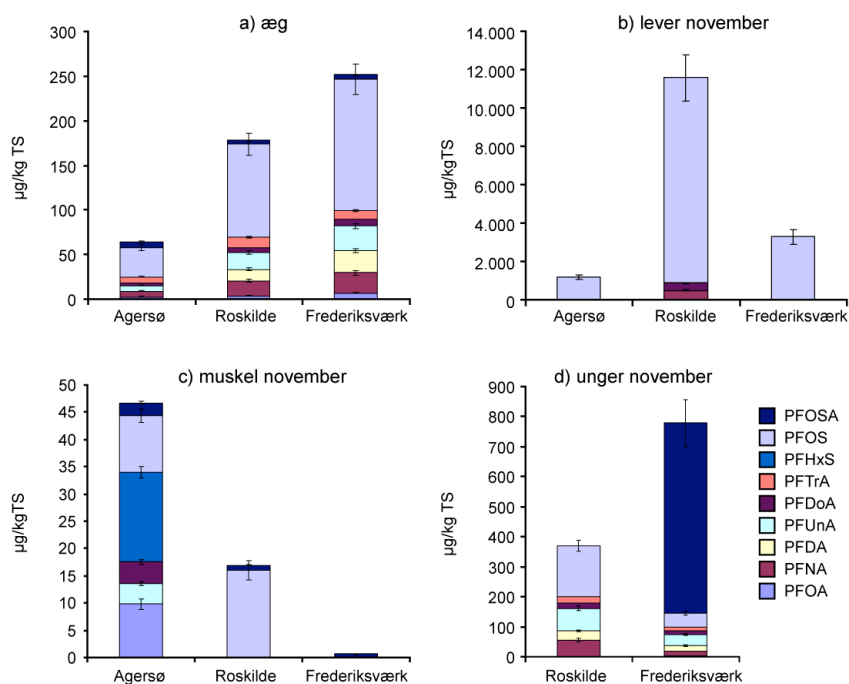 a) æg
300
250
200
150
100
50
0
µg/kg TS
Agersø Roskilde Frederiksværk
b) lever november
14.000
12.000
10.000
8.000
6.000
4.000
2.000
0
µg/kgTS
Agersø Roskilde Frederiksværk
c) muskel november
50
45
40
35
30
25
20
15
10
5
0
µg/kgTS
Agersø Roskilde Frederiksværk
d) unger november
900
800
700
600
500
400
300
200
100
0
µg/kgTS
Roskilde Frederiksværk
PFOSA
PFOS
PFHxS
PFTrA
PFDoA
PFUnA
PFDA
PFNA
PFOA